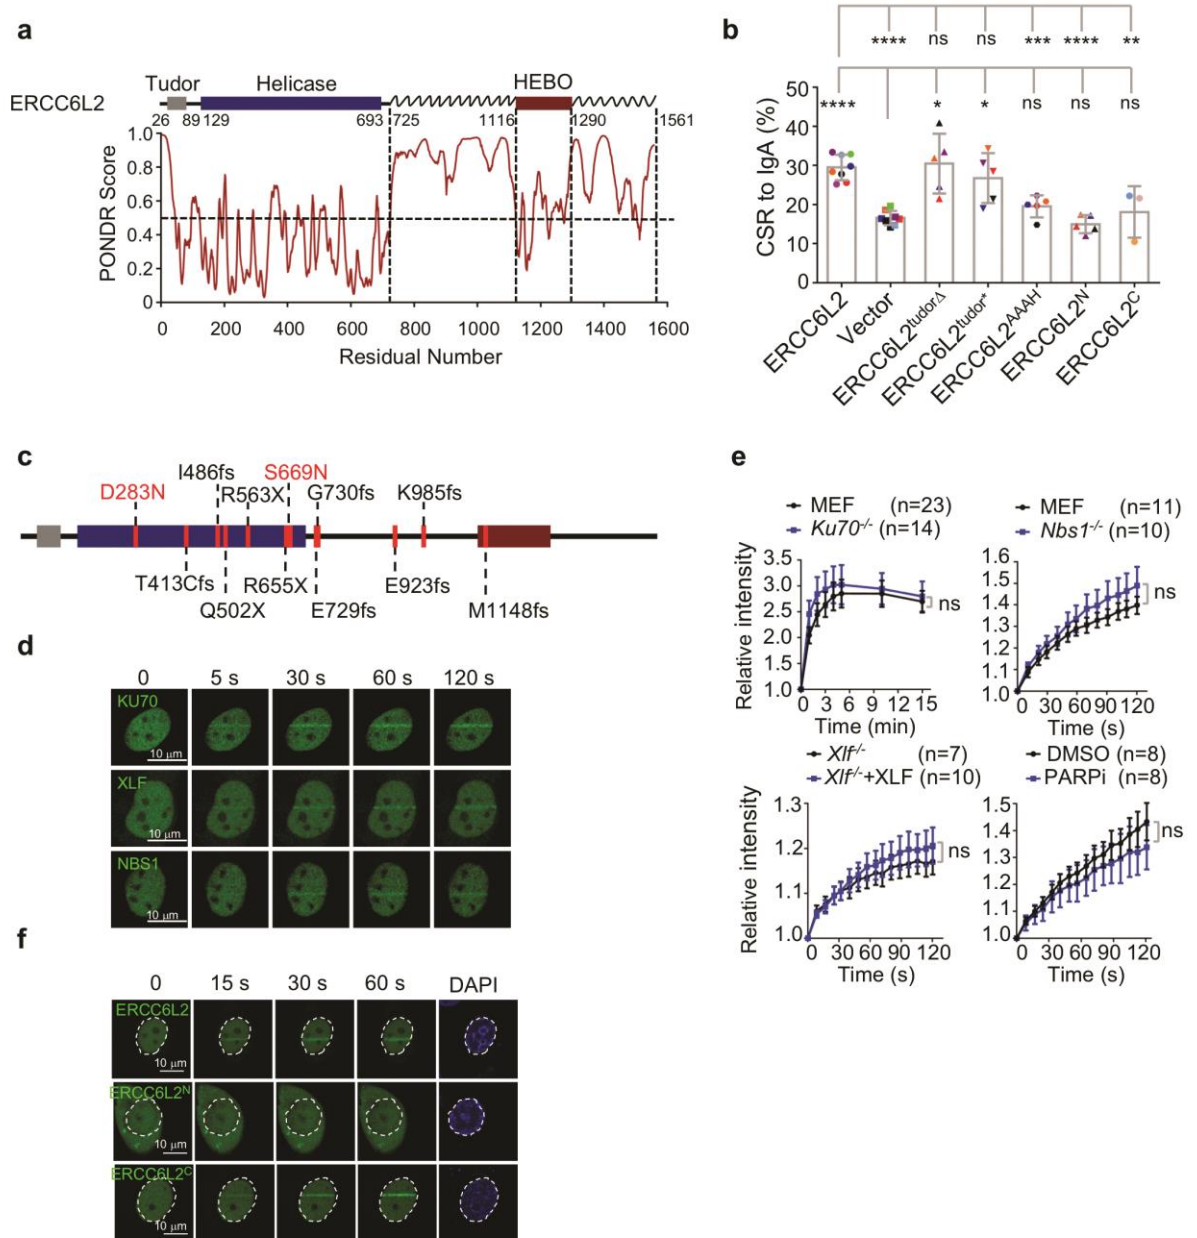 a
Tudor Helicase HEBO
ERCC6L2
26 89 129 693 725 1116 1290 1561
PONDR Score
1.0
0.8
0.6
0.4
0.2
0
0 200 400 600 800 1000 1200 1400 1600
Residual Number
b
**** ns ns *** **** **
**** * * ns ns ns
CSR to IgA (%)
50
40
30
20
10
0
ERCC6L2
Vector
ERCC6L2tudorΔ
ERCC6L2tudor*
ERCC6L2AAAH
ERCC6L2N
ERCC6L2C
c
I486fs S669N
D283N R563X G730fs K985fs
T413Cfs R655X E923fs
Q502X E729fs M1148fs
d
0 5 s 30 s 60 s 120 s
KU70
10 μm
XLF
10 μm
NBS1
10 μm
e
MEF (n=23)
Ku70-/- (n=14)
Relative intensity
3.0
2.5
2.0
1.5
1.0
ns
0 3 6 9 12 15
Time (min)
MEF (n=11)
Nbs1-/- (n=10)
1.6
1.5
1.4
1.3
1.2
1.0
ns
0 30 60 90 120
Time (s)
Xlf-/- (n=7)
Xlf-/-+XLF (n=10)
Relative intensity
1.3
1.2
1.1
1.0
ns
0 30 60 90 120
Time (s)
DMSO (n=8)
PARPi (n=8)
1.5
1.4
1.3
1.2
1.1
1.0
ns
0 30 60 90 120
Time (s)
f
0 15 s 30 s 60 s DAPI
ERCC6L2
10 μm
ERCC6L2N
10 μm
ERCC6L2C
10 μm